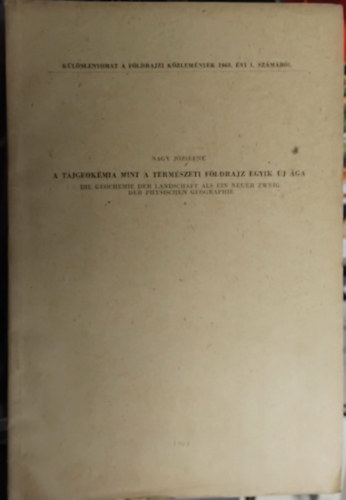 KÜLÖNLENYOMAT A FÖLDRAJZI KÖZLEMÉNYEK 1965. ÉVI 1. SZÁMÁBÓL
NAGY JÓZSEFNÉ
A TÁJGEOKÉMIA MINT A TERMÉSZETI FÖLDRAJZ EGYIK ÚJ ÁGA
DIE GEOCHEMIE DER LANDSCHAFT ALS EIN NEUER ZWEIG
DER PHYSISCHEN GEOGRAPHIE